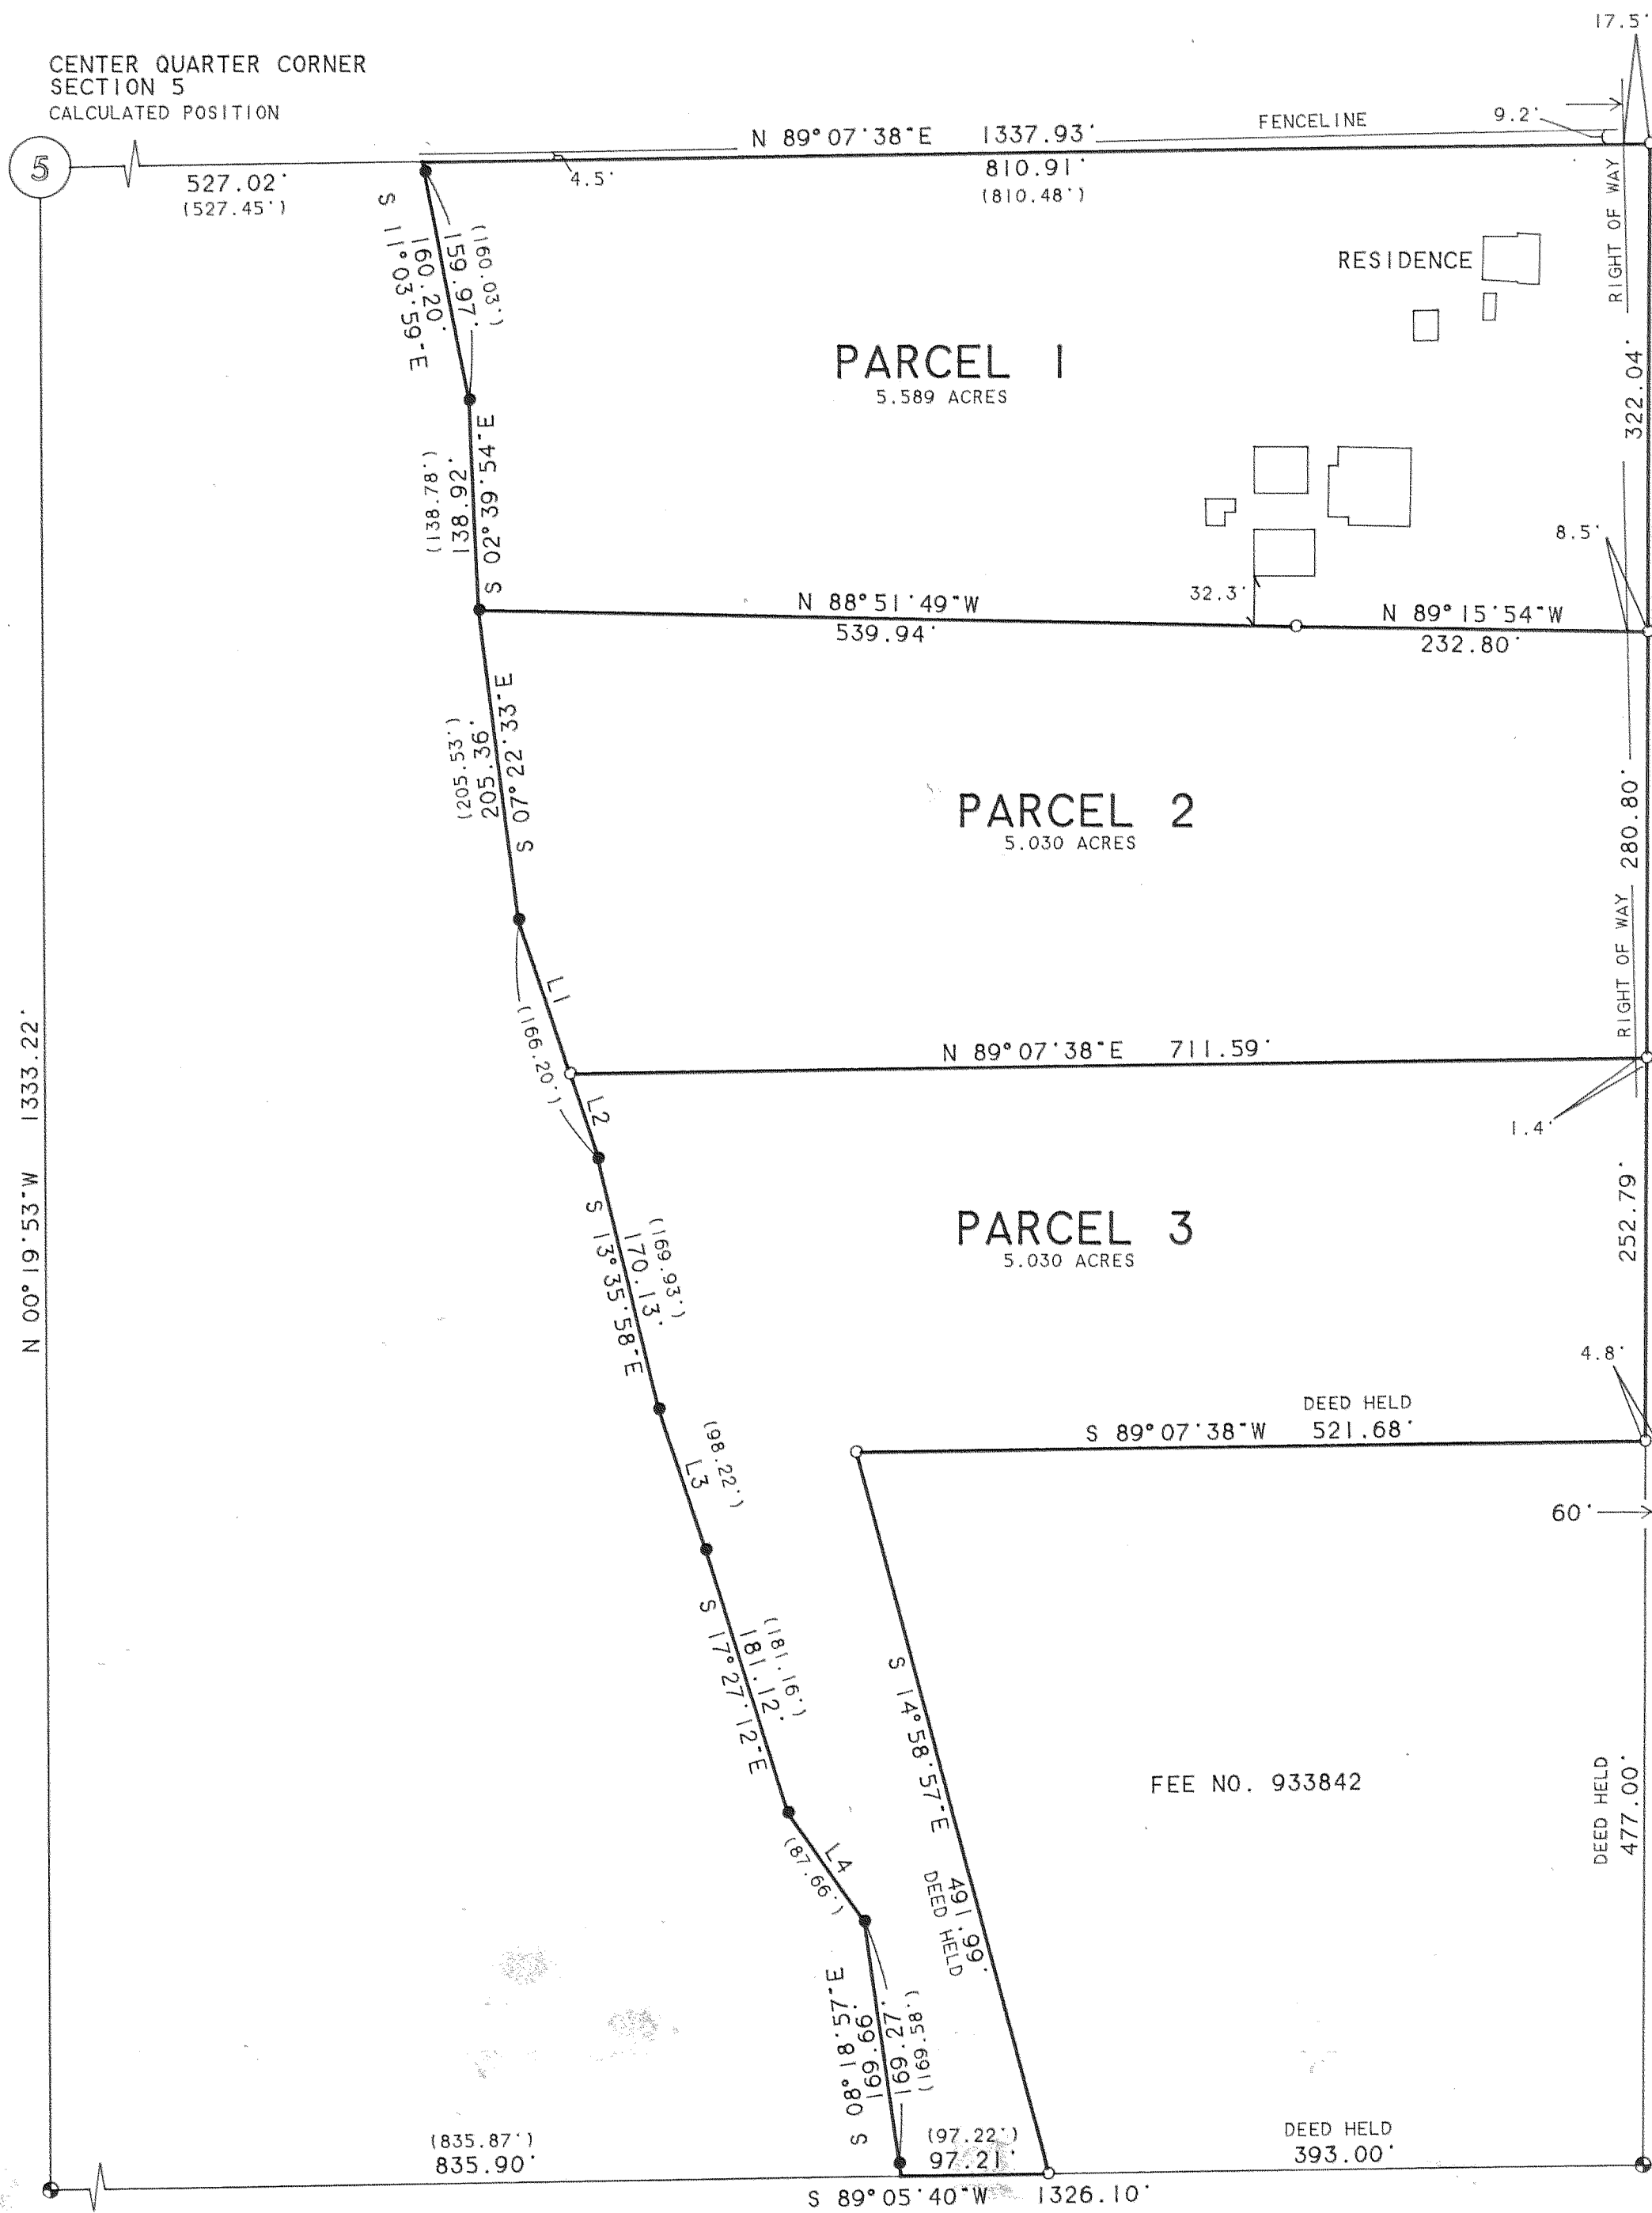 17.5'
CENTER QUARTER CORNER
SECTION 5
CALCULATED POSITION
5
527.02'
(527.45')
N 89°07'38"E 1337.93'
810.91'
(810.48')
4.5'
FENCELINE
9.2'
RIGHT OF WAY
S 11°03'59"E
160.20'
159.97'
(160.03')
RESIDENCE
PARCEL 1
5.589 ACRES
322.04'
S 02°39'54"E
138.92'
(138.78')
8.5'
32.3'
N 88°51'49"W
539.94'
N 89°15'54"W
232.80'
S 07°22'33"E
205.36'
(205.53')
PARCEL 2
5.030 ACRES
280.80'
RIGHT OF WAY
L1
(166.20')
L2
N 89°07'38"E 711.59'
1.4'
N 00°19'53"W 1333.22'
S 13°35'58"E
170.13'
(169.93')
PARCEL 3
5.030 ACRES
252.79'
4.8'
DEED HELD
S 89°07'38"W 521.68'
L3
(98.22')
60'
S 17°27'12"E
181.12'
(181.16')
S 14°58'57"E 491.99'
DEED HELD
FEE NO. 933842
DEED HELD
477.00'
L4
(87.66')
S 08°18'57"E
169.66'
169.27'
(169.58')
(835.87')
835.90'
(97.22')
97.21'
DEED HELD
393.00'
S 89°05'40"W 1326.10'